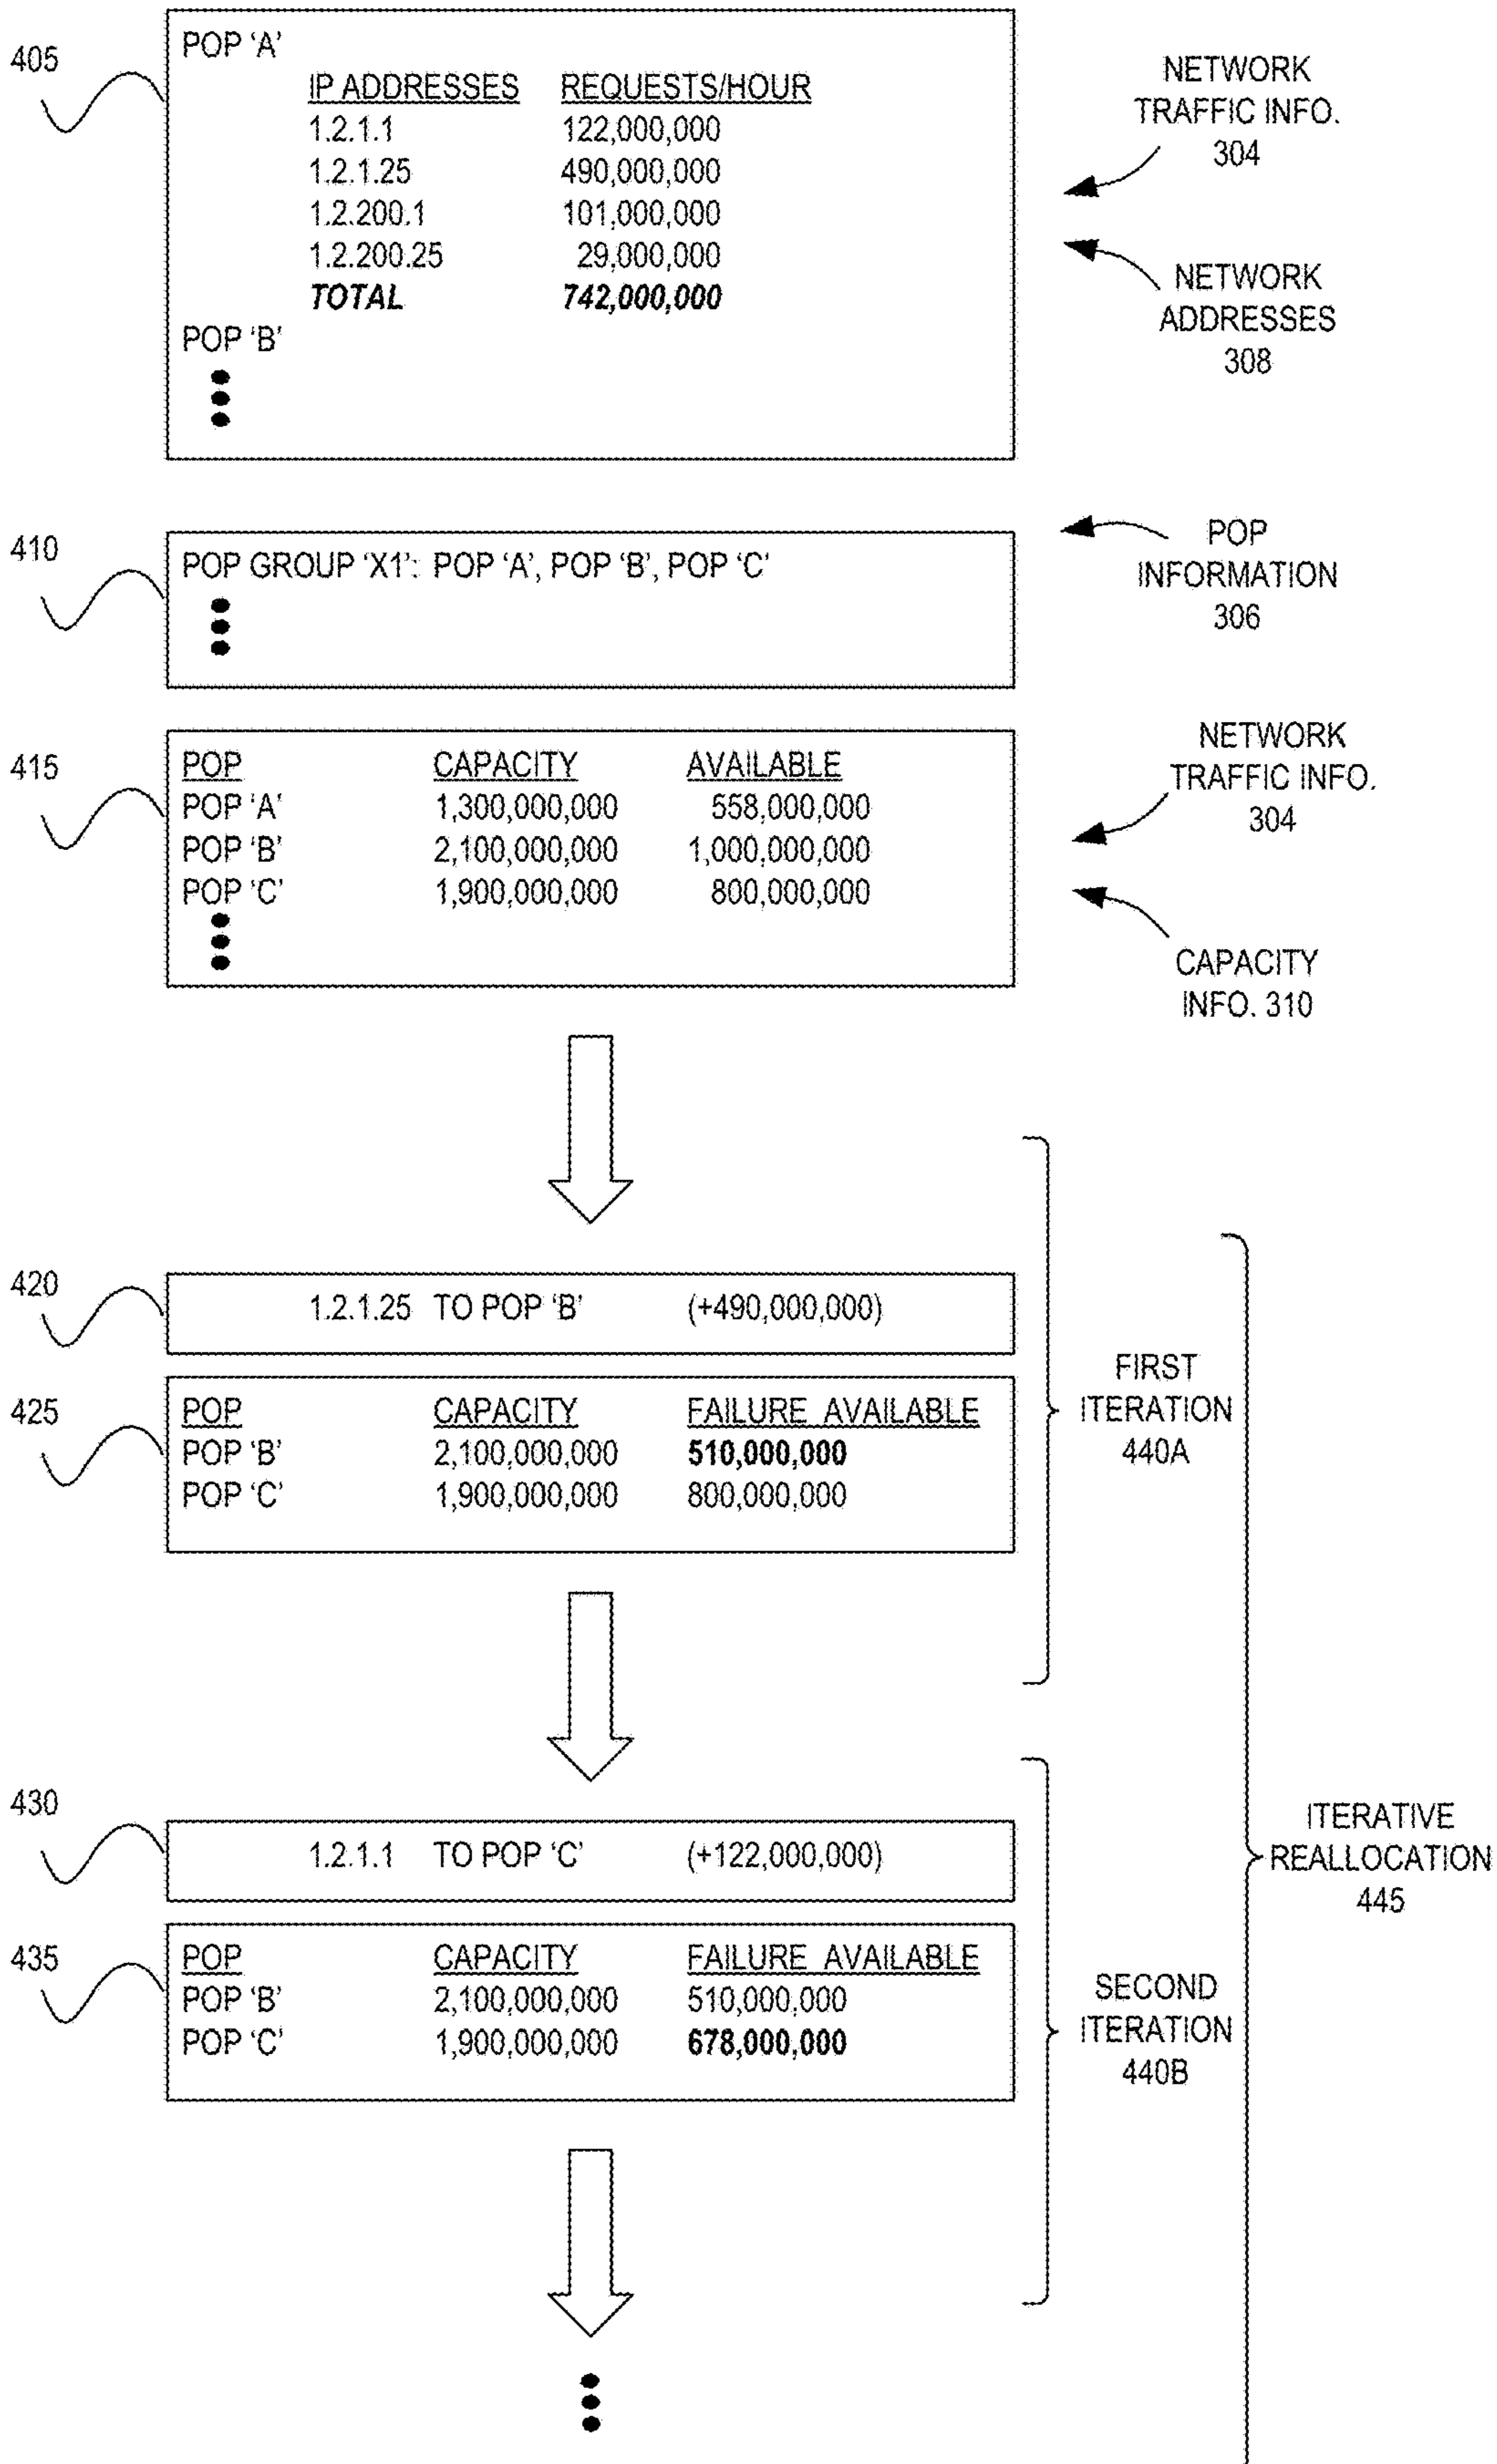 405
POP ‘A’
IP ADDRESSES REQUESTS/HOUR
1.2.1.1 122,000,000
1.2.1.25 490,000,000
1.2.200.1 101,000,000
1.2.200.25 29,000,000
TOTAL 742,000,000
POP ‘B’
NETWORK
TRAFFIC INFO.
304
NETWORK
ADDRESSES
308
410
POP GROUP ‘X1’: POP ‘A’, POP ‘B’, POP ‘C’
POP
INFORMATION
306
415
POP CAPACITY AVAILABLE
POP ‘A’ 1,300,000,000 558,000,000
POP ‘B’ 2,100,000,000 1,000,000,000
POP ‘C’ 1,900,000,000 800,000,000
NETWORK
TRAFFIC INFO.
304
CAPACITY
INFO. 310
420
1.2.1.25 TO POP ‘B’ (+490,000,000)
425
POP CAPACITY FAILURE_AVAILABLE
POP ‘B’ 2,100,000,000 510,000,000
POP ‘C’ 1,900,000,000 800,000,000
FIRST
ITERATION
440A
430
1.2.1.1 TO POP ‘C’ (+122,000,000)
435
POP CAPACITY FAILURE_AVAILABLE
POP ‘B’ 2,100,000,000 510,000,000
POP ‘C’ 1,900,000,000 678,000,000
SECOND
ITERATION
440B
ITERATIVE
REALLOCATION
445